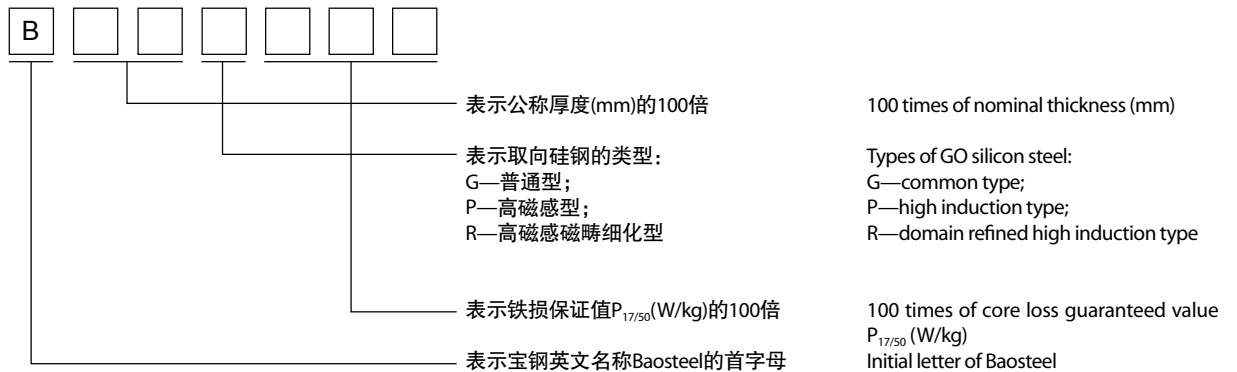 B
表示公称厚度(mm)的100倍 100 times of nominal thickness (mm)
表示取向硅钢的类型： Types of GO silicon steel:
G—普通型； G—common type;
P—高磁感型； P—high induction type;
R—高磁感磁畴细化型 R—domain refined high induction type
表示铁损保证值P17/50(W/kg)的100倍 100 times of core loss guaranteed value
P17/50 (W/kg)
表示宝钢英文名称Baosteel的首字母 Initial letter of Baosteel